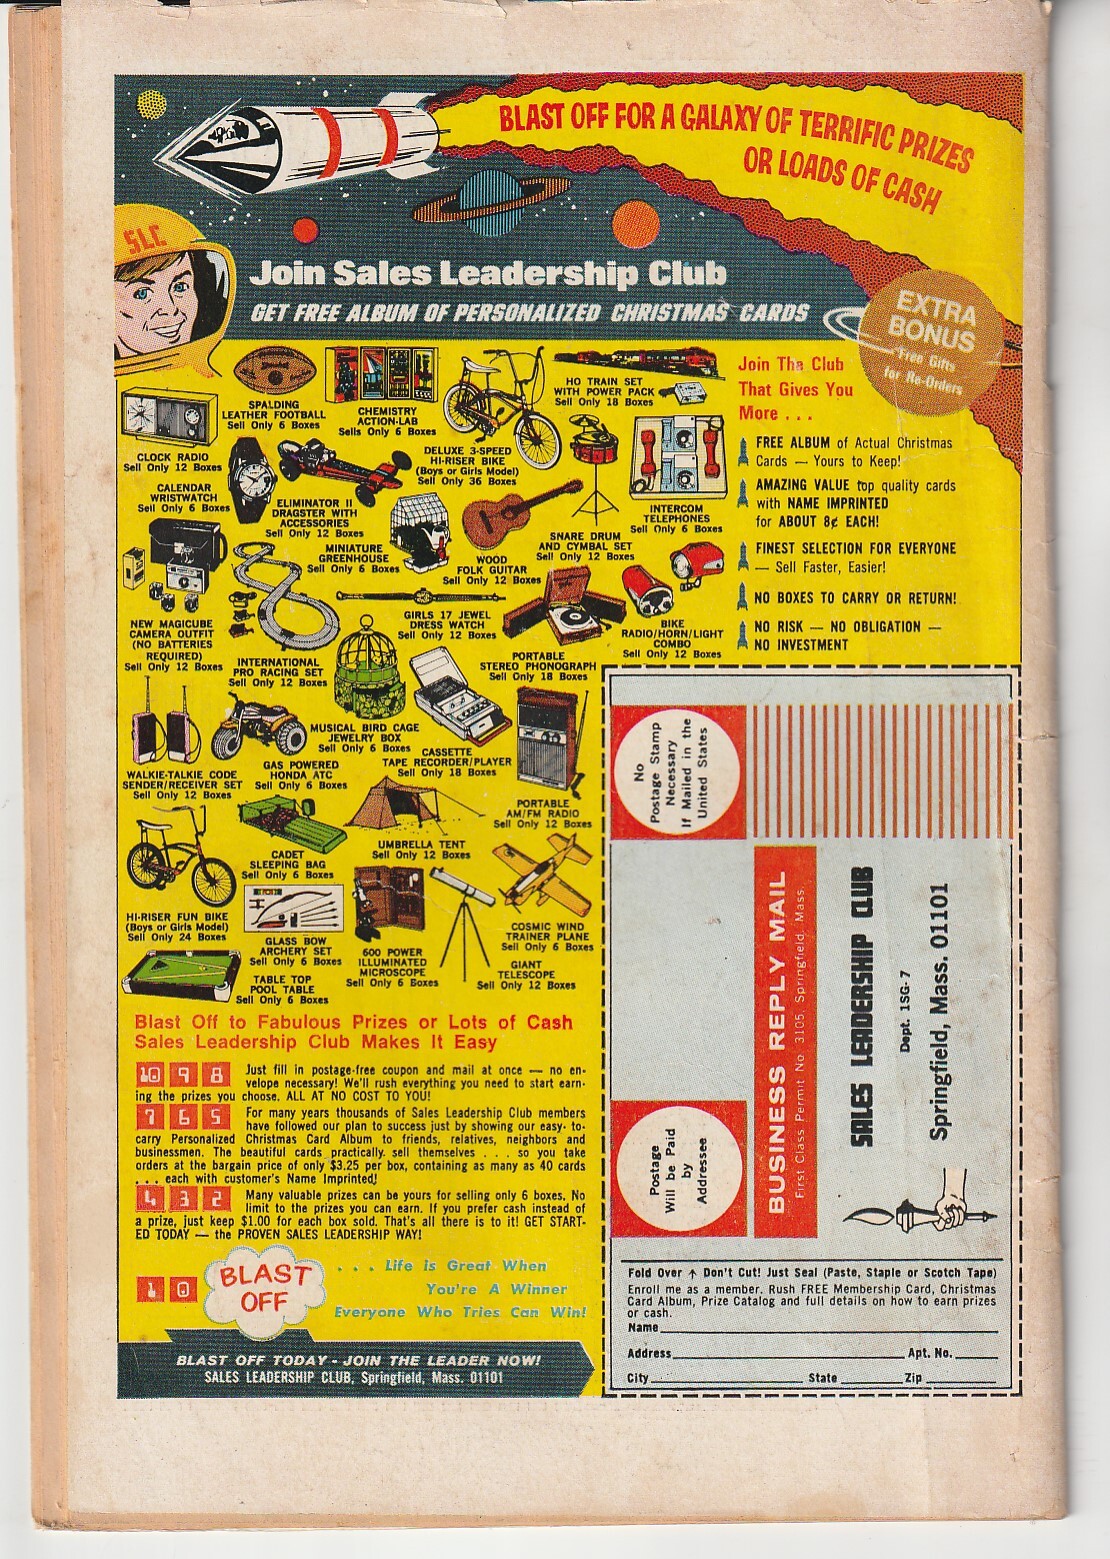 BLAST OFF FOR A GALAXY OF TERRIFIC PRIZES
OR LOADS OF CASH
SLC
Join Sales Leadership Club
GET FREE ALBUM OF PERSONALIZED CHRISTMAS CARDS
EXTRA
BONUS
Free Gifts
for Re-Orders
SPALDING
LEATHER FOOTBALL
Sell Only 6 Boxes
CHEMISTRY
ACTION-LAB
Sells Only 6 Boxes
HO TRAIN SET
WITH POWER PACK
Sell Only 18 Boxes
CLOCK RADIO
Sell Only 12 Boxes
DELUXE 3-SPEED
HI-RISER BIKE
(Boys or Girls Model)
Sell Only 36 Boxes
CALENDAR
WRISTWATCH
Sell Only 6 Boxes
ELIMINATOR II
DRAGSTER WITH
ACCESSORIES
Sell Only 12 Boxes
INTERCOM
TELEPHONES
Sell Only 6 Boxes
MINIATURE
GREENHOUSE
Sell Only 6 Boxes
WOOD
FOLK GUITAR
Sell Only 12 Boxes
SNARE DRUM
AND CYMBAL SET
Sell Only 12 Boxes
NEW MAGICUBE
CAMERA OUTFIT
(NO BATTERIES
REQUIRED)
Sell Only 12 Boxes
GIRLS 17 JEWEL
DRESS WATCH
Sell Only 12 Boxes
BIKE
RADIO/HORN/LIGHT
COMBO
Sell Only 12 Boxes
INTERNATIONAL
PRO RACING SET
Sell Only 12 Boxes
PORTABLE
STEREO PHONOGRAPH
Sell Only 18 Boxes
MUSICAL BIRD CAGE
JEWELRY BOX
Sell Only 6 Boxes
WALKIE-TALKIE CODE
SENDER/RECEIVER SET
Sell Only 12 Boxes
GAS POWERED
HONDA ATC
Sell Only 6 Boxes
CASSETTE
TAPE RECORDER/PLAYER
Sell Only 18 Boxes
PORTABLE
AM/FM RADIO
Sell Only 12 Boxes
CADET
SLEEPING BAG
Sell Only 6 Boxes
UMBRELLA TENT
Sell Only 12 Boxes
HI-RISER FUN BIKE
(Boys or Girls Model)
Sell Only 24 Boxes
GLASS BOW
ARCHERY SET
Sell Only 6 Boxes
600 POWER
ILLUMINATED
MICROSCOPE
Sell Only 6 Boxes
COSMIC WIND
TRAINER PLANE
Sell Only 6 Boxes
GIANT
TELESCOPE
Sell Only 12 Boxes
TABLE TOP
POOL TABLE
Sell Only 6 Boxes
Join The Club
That Gives You
More . . .
FREE ALBUM of Actual Christmas
Cards — Yours to Keep!
AMAZING VALUE top quality cards
with NAME IMPRINTED
for ABOUT 8¢ EACH!
FINEST SELECTION FOR EVERYONE
— Sell Faster, Easier!
NO BOXES TO CARRY OR RETURN!
NO RISK — NO OBLIGATION —
NO INVESTMENT
Blast Off to Fabulous Prizes or Lots of Cash
Sales Leadership Club Makes It Easy
10 9 8 Just fill in postage-free coupon and mail at once — no en-
velope necessary! We'll rush everything you need to start earn-
ing the prizes you choose. ALL AT NO COST TO YOU!
7 6 5 For many years thousands of Sales Leadership Club members
have followed our plan to success just by showing our easy- to-
carry Personalized Christmas Card Album to friends, relatives, neighbors and
businessmen. The beautiful cards practically. sell themselves . . . so you take
orders at the bargain price of only $3.25 per box, containing as many as 40 cards
. . . each with customer's Name Imprinted!
4 3 2 Many valuable prizes can be yours for selling only 6 boxes. No
limit to the prizes you can earn. If you prefer cash instead of
a prize, just keep $1.00 for each box sold. That's all there is to it! GET START-
ED TODAY — the PROVEN SALES LEADERSHIP WAY!
1 0
BLAST
OFF
. . . Life is Great When
You're A Winner
Everyone Who Tries Can Win!
BLAST OFF TODAY - JOIN THE LEADER NOW!
SALES LEADERSHIP CLUB, Springfield, Mass. 01101
No
Postage Stamp
Necessary
If Mailed in the
United States
Postage
Will be Paid
by
Addressee
BUSINESS REPLY MAIL
First Class Permit No 3105, Springfield, Mass.
SALES LEADERSHIP CLUB
Dept. 1SG-7
Springfield, Mass. 01101
Fold Over ↑ Don't Cut! Just Seal (Paste, Staple or Scotch Tape)
Enroll me as a member. Rush FREE Membership Card, Christmas
Card Album, Prize Catalog and full details on how to earn prizes
or cash.
Name
Address Apt. No.
City State Zip